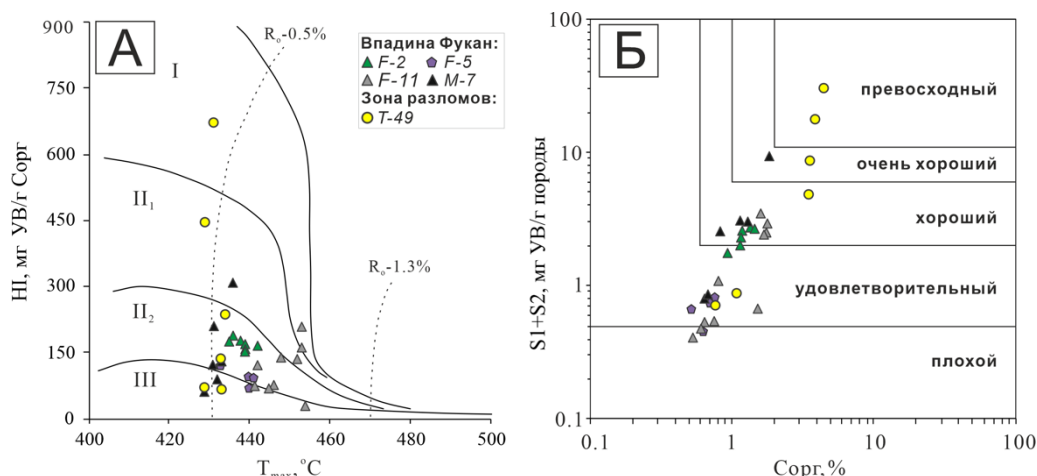 А
I
II₁
II₂
III
Rₒ-0.5%
Rₒ-1.3%
Впадина Фукан:
F-2 F-5
F-11 M-7
Зона разломов:
T-49
HI, мг УВ/г Сорг
900
750
600
450
300
150
0
400 420 440 460 480 500
Tmax, °C
Б
превосходный
очень хороший
хороший
удовлетворительный
плохой
S1+S2, мг УВ/г породы
100
10
1
0.1
0.1 1 10 100
Сорг,%